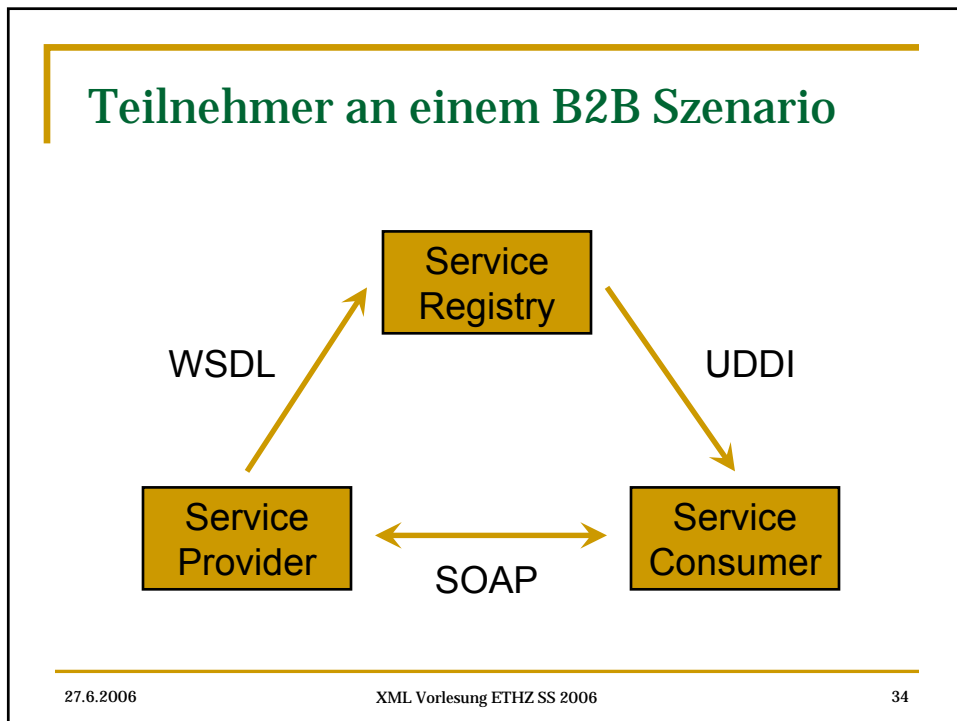 Teilnehmer an einem B2B Szenario
Service
Registry
WSDL
UDDI
Service
Provider
SOAP
Service
Consumer
27.6.2006
XML Vorlesung ETHZ SS 2006
34